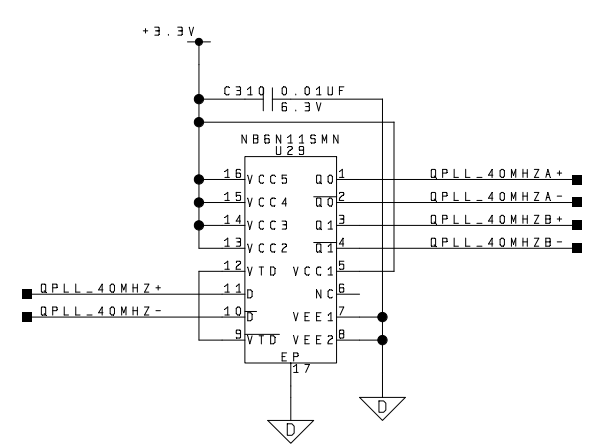 +3.3V
C310 0.01UF
6.3V
NB6N11SMN
U29
16 VCC5 Q0 1 QPLL_40MHZA+
15 VCC4 Q0 2 QPLL_40MHZA-
14 VCC3 Q1 3 QPLL_40MHZB+
13 VCC2 Q1 4 QPLL_40MHZB-
12 VTD VCC1 5
QPLL_40MHZ+ 11 D NC 6
QPLL_40MHZ- 10 D VEE1 7
9 VTD VEE2 8
EP
17
D
D